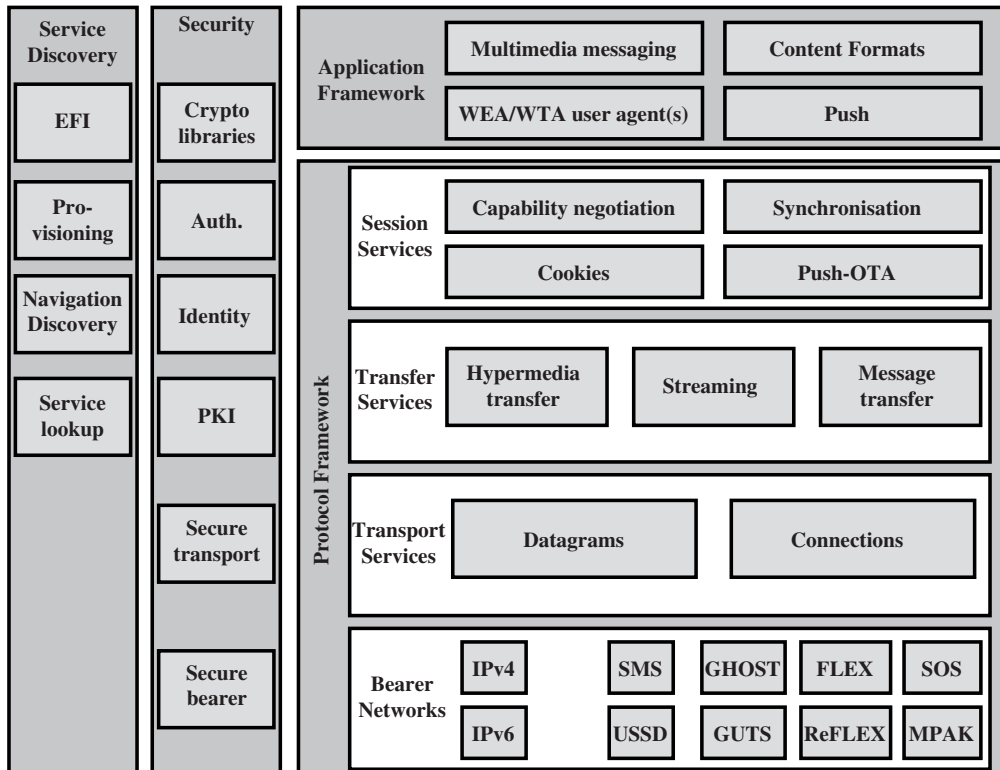 Service
Discovery
EFI
Pro-
visioning
Navigation
Discovery
Service
lookup
Security
Crypto
libraries
Auth.
Identity
PKI
Secure
transport
Secure
bearer
Application
Framework
Multimedia messaging
Content Formats
WEA/WTA user agent(s)
Push
Protocol Framework
Session
Services
Capability negotiation
Synchronisation
Cookies
Push-OTA
Transfer
Services
Hypermedia
transfer
Streaming
Message
transfer
Transport
Services
Datagrams
Connections
Bearer
Networks
IPv4
SMS
GHOST
FLEX
SOS
IPv6
USSD
GUTS
ReFLEX
MPAK